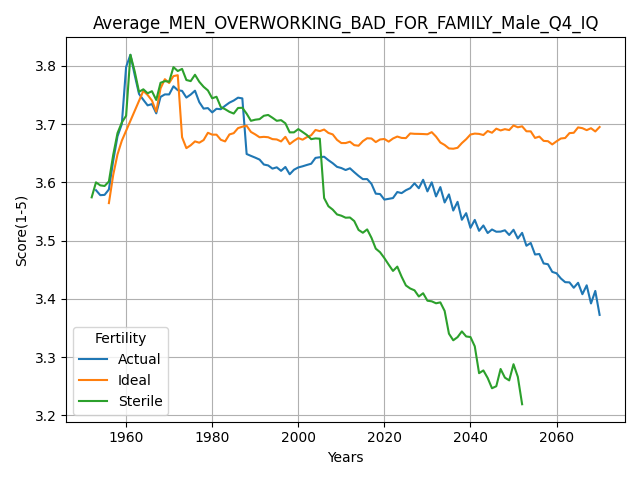 Average_MEN_OVERWORKING_BAD_FOR_FAMILY_Male_Q4_IQ
Score(1-5)
3.8
3.7
3.6
3.5
3.4
3.3
3.2
Fertility
Actual
Ideal
Sterile
1960 1980 2000 2020 2040 2060
Years